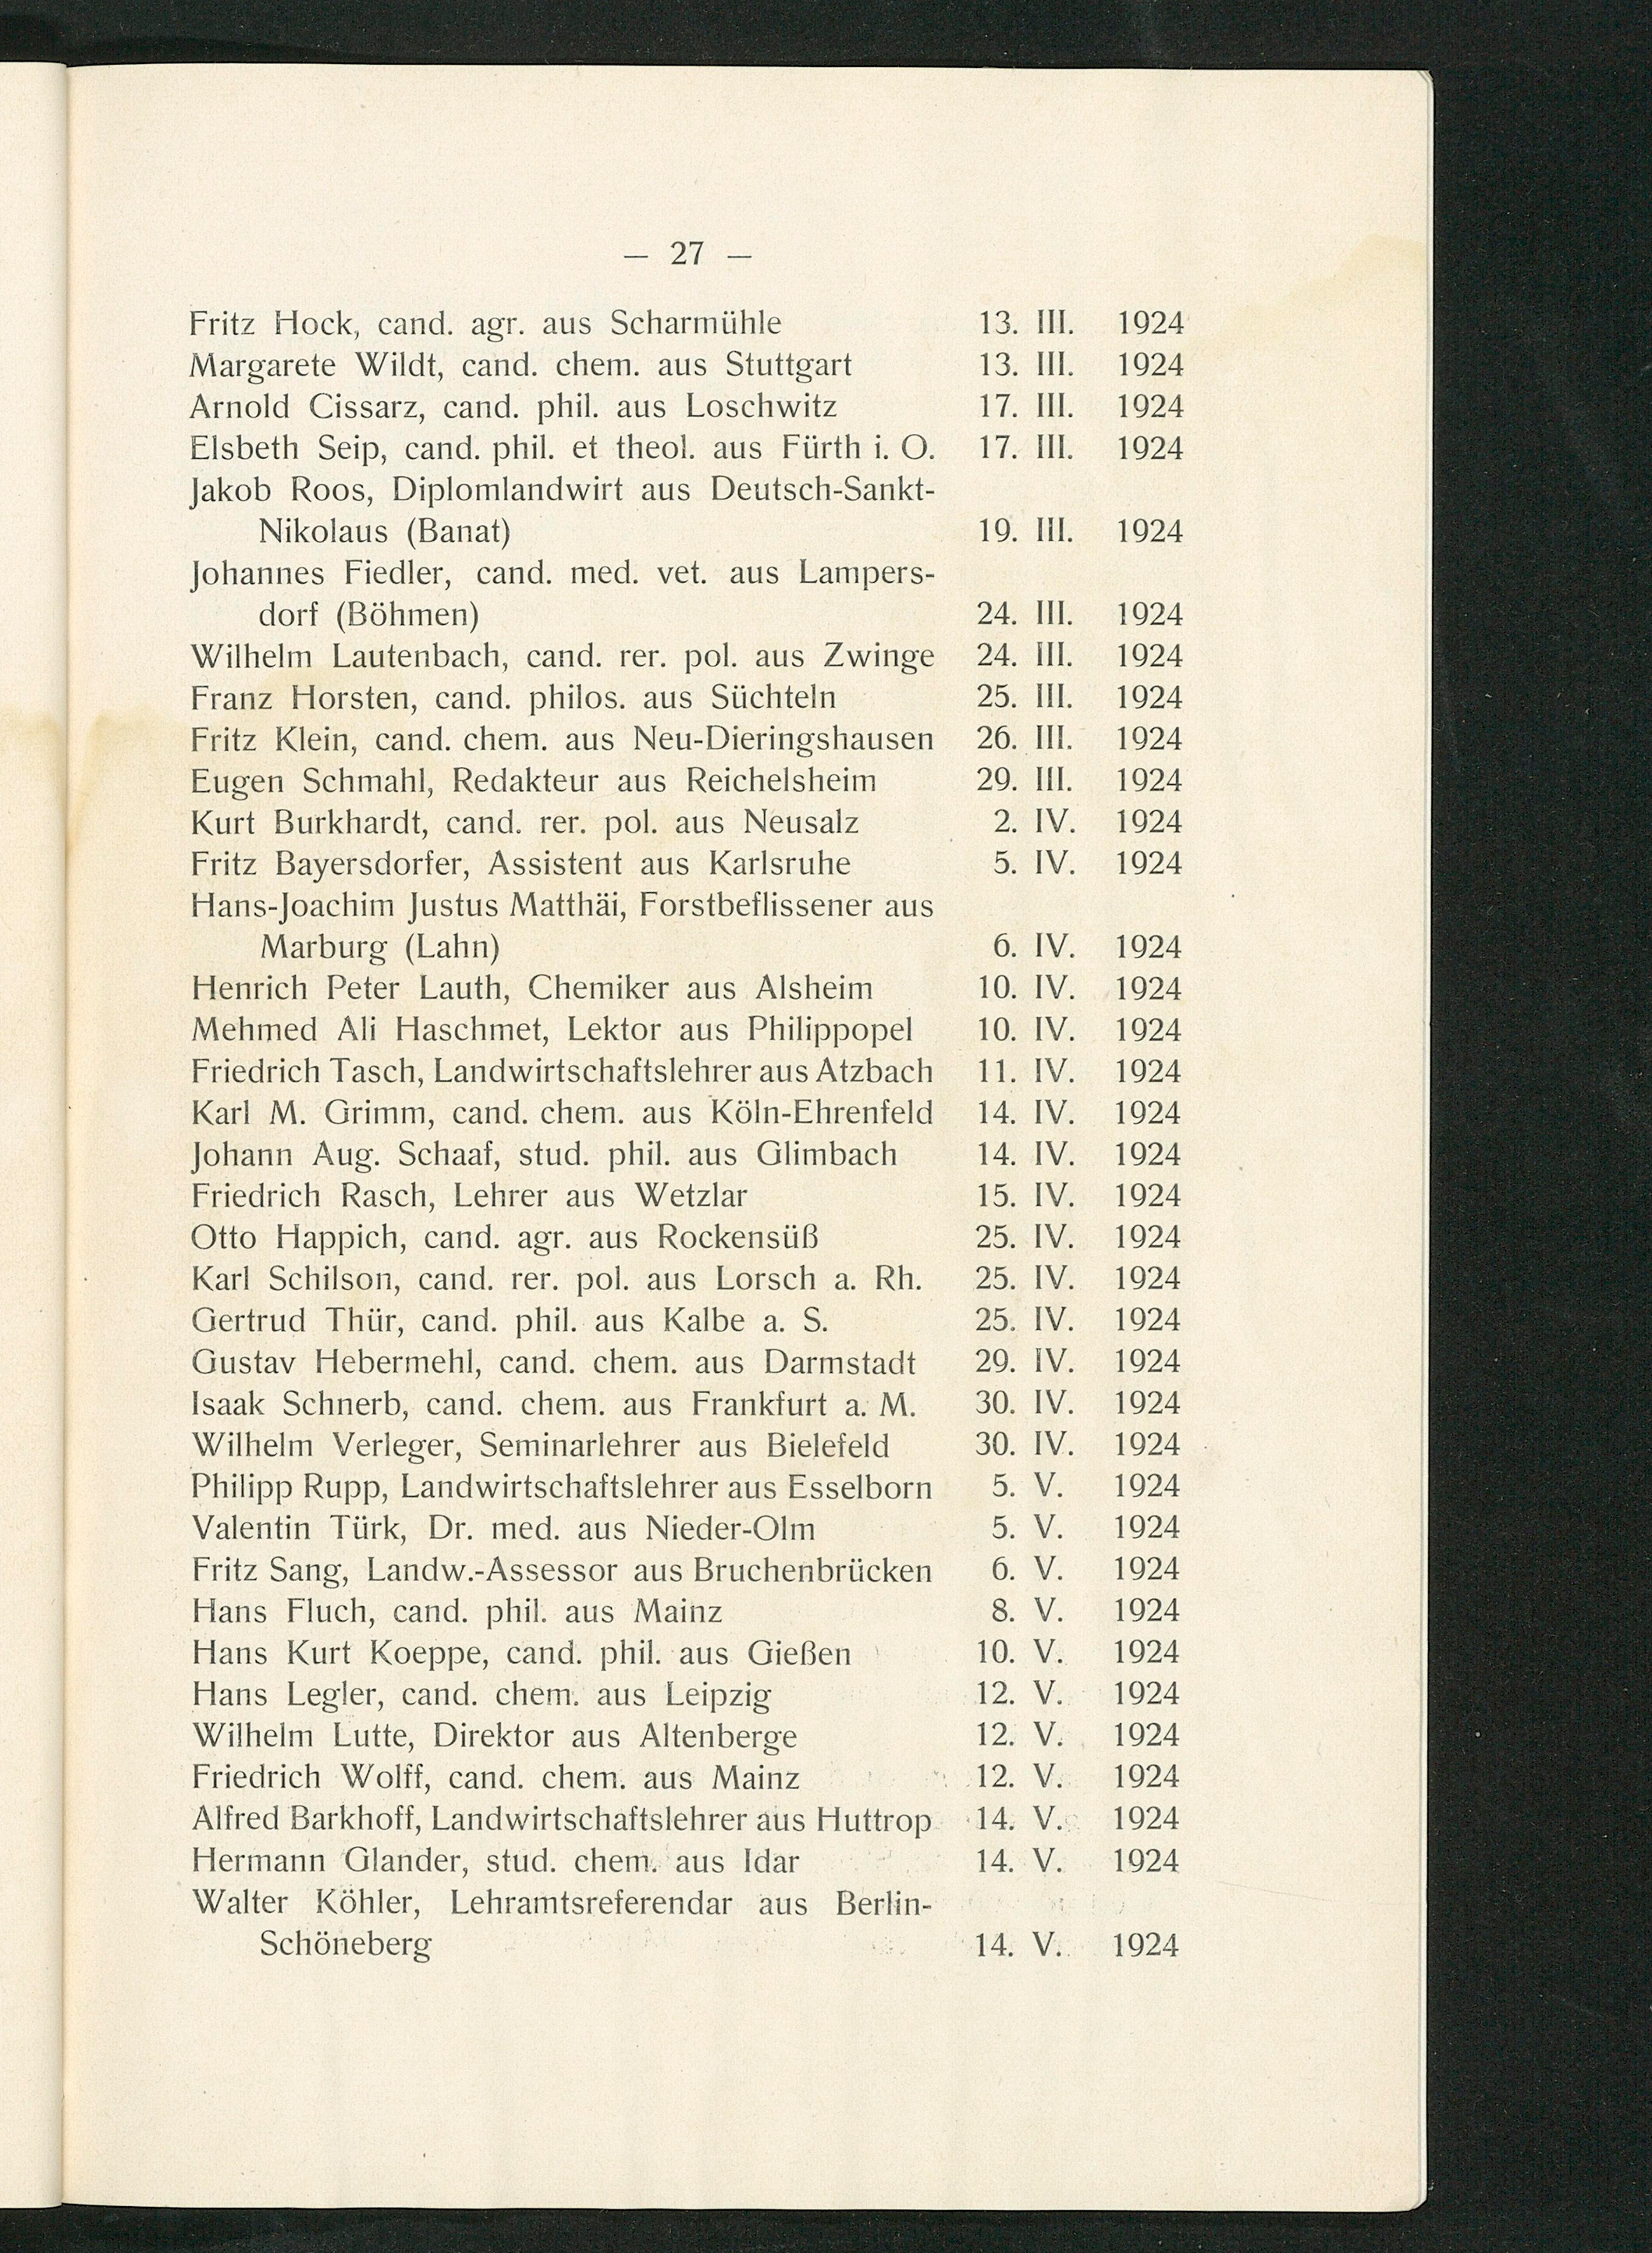 — 27 —
Fritz Hock, cand. agr. aus Scharmühle 13. III. 1924
Margarete Wildt, cand. chem. aus Stuttgart 13. III. 1924
Arnold Cissarz, cand. phil. aus Loschwitz 17. III. 1924
Elsbeth Seip, cand. phil. et theol. aus Fürth i. O. 17. III. 1924
Jakob Roos, Diplomlandwirt aus Deutsch-Sankt-
Nikolaus (Banat) 19. III. 1924
Johannes Fiedler, cand. med. vet. aus Lampers-
dorf (Böhmen) 24. III. 1924
Wilhelm Lautenbach, cand. rer. pol. aus Zwinge 24. III. 1924
Franz Horsten, cand. philos. aus Süchteln 25. III. 1924
Fritz Klein, cand. chem. aus Neu-Dieringshausen 26. III. 1924
Eugen Schmahl, Redakteur aus Reichelsheim 29. III. 1924
Kurt Burkhardt, cand. rer. pol. aus Neusalz 2. IV. 1924
Fritz Bayersdorfer, Assistent aus Karlsruhe 5. IV. 1924
Hans-Joachim Justus Matthäi, Forstbeflissener aus
Marburg (Lahn) 6. IV. 1924
Henrich Peter Lauth, Chemiker aus Alsheim 10. IV. 1924
Mehmed Ali Haschmet, Lektor aus Philippopel 10. IV. 1924
Friedrich Tasch, Landwirtschaftslehrer aus Atzbach 11. IV. 1924
Karl M. Grimm, cand. chem. aus Köln-Ehrenfeld 14. IV. 1924
Johann Aug. Schaaf, stud. phil. aus Glimbach 14. IV. 1924
Friedrich Rasch, Lehrer aus Wetzlar 15. IV. 1924
Otto Happich, cand. agr. aus Rockensüß 25. IV. 1924
Karl Schilson, cand. rer. pol. aus Lorsch a. Rh. 25. IV. 1924
Gertrud Thür, cand. phil. aus Kalbe a. S. 25. IV. 1924
Gustav Hebermehl, cand. chem. aus Darmstadt 29. IV. 1924
Isaak Schnerb, cand. chem. aus Frankfurt a. M. 30. IV. 1924
Wilhelm Verleger, Seminarlehrer aus Bielefeld 30. IV. 1924
Philipp Rupp, Landwirtschaftslehrer aus Esselborn 5. V. 1924
Valentin Türk, Dr. med. aus Nieder-Olm 5. V. 1924
Fritz Sang, Landw.-Assessor aus Bruchenbrücken 6. V. 1924
Hans Fluch, cand. phil. aus Mainz 8. V. 1924
Hans Kurt Koeppe, cand. phil. aus Gießen 10. V. 1924
Hans Legler, cand. chem. aus Leipzig 12. V. 1924
Wilhelm Lutte, Direktor aus Altenberge 12. V. 1924
Friedrich Wolff, cand. chem. aus Mainz 12. V. 1924
Alfred Barkhoff, Landwirtschaftslehrer aus Huttrop 14. V. 1924
Hermann Glander, stud. chem. aus Idar 14. V. 1924
Walter Köhler, Lehramtsreferendar aus Berlin-
Schöneberg 14. V. 1924